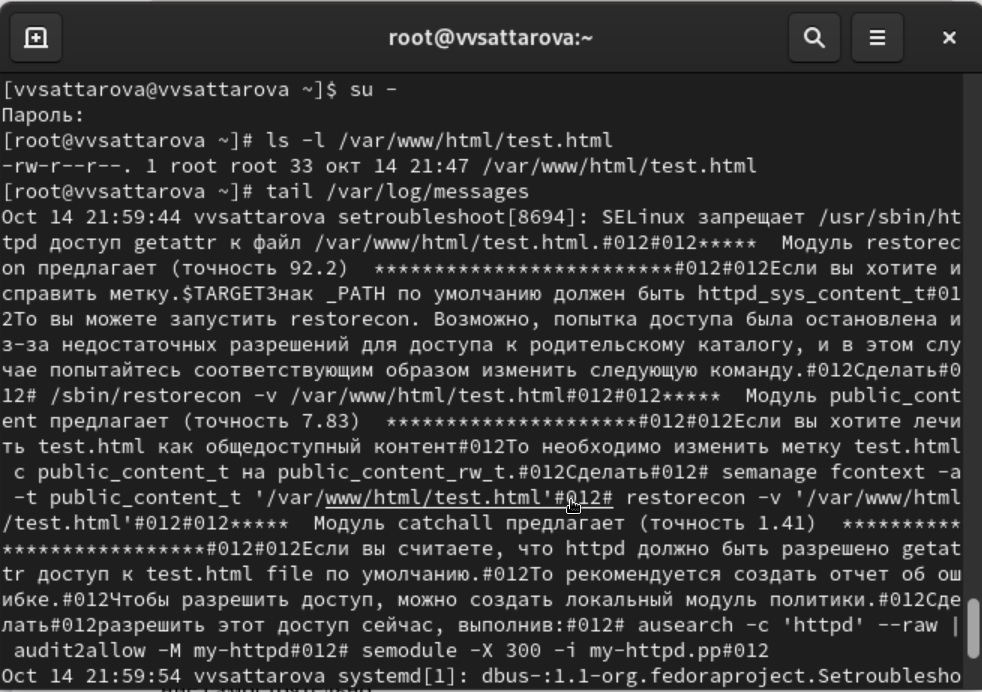 root@vvsattarova:~
[vvsattarova@vvsattarova ~]$ su -
Пароль:
[root@vvsattarova ~]# ls -l /var/www/html/test.html
-rw-r--r--. 1 root root 33 окт 14 21:47 /var/www/html/test.html
[root@vvsattarova ~]# tail /var/log/messages
Oct 14 21:59:44 vvsattarova setroubleshoot[8694]: SELinux запрещает /usr/sbin/ht
tpd доступ getattr к файл /var/www/html/test.html.#012#012*****  Модуль restorec
on предлагает (точность 92.2)  *************************#012#012Если вы хотите и
справить метку.$TARGETЗнак _PATH по умолчанию должен быть httpd_sys_content_t#01
2То вы можете запустить restorecon. Возможно, попытка доступа была остановлена и
з-за недостаточных разрешений для доступа к родительскому каталогу, и в этом слу
чае попытайтесь соответствующим образом изменить следующую команду.#012Сделать#0
12# /sbin/restorecon -v /var/www/html/test.html#012#012*****  Модуль public_cont
ent предлагает (точность 7.83)  *********************#012#012Если вы хотите лечи
ть test.html как общедоступный контент#012То необходимо изменить метку test.html
 с public_content_t на public_content_rw_t.#012Сделать#012# semanage fcontext -a
 -t public_content_t '/var/www/html/test.html'#012# restorecon -v '/var/www/html
/test.html'#012#012*****  Модуль catchall предлагает (точность 1.41)  **********
*****************#012#012Если вы считаете, что httpd должно быть разрешено getat
tr доступ к test.html file по умолчанию.#012То рекомендуется создать отчет об ош
ибке.#012Чтобы разрешить доступ, можно создать локальный модуль политики.#012Сде
лать#012разрешить этот доступ сейчас, выполнив:#012# ausearch -c 'httpd' --raw |
 audit2allow -M my-httpd#012# semodule -X 300 -i my-httpd.pp#012
Oct 14 21:59:54 vvsattarova systemd[1]: dbus-:1.1-org.fedoraproject.Setroublesho